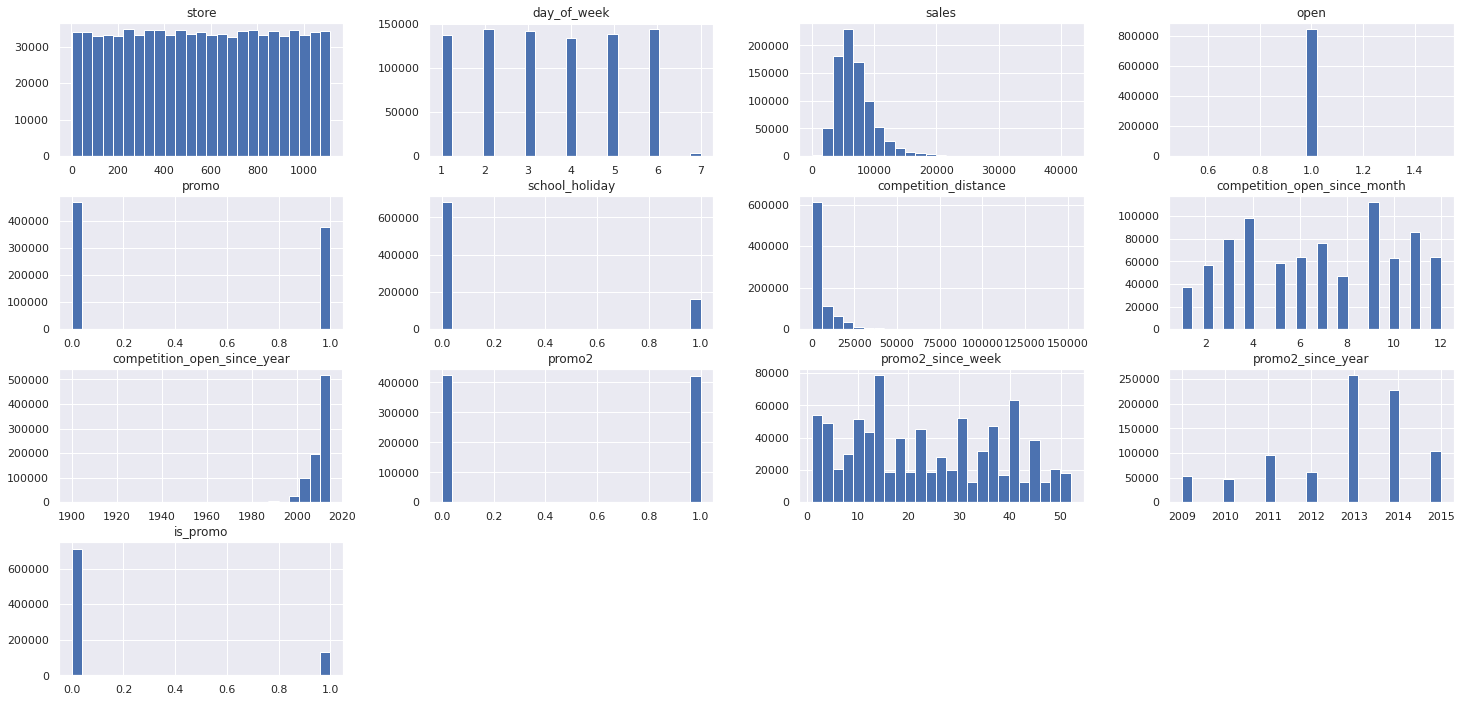 store
30000
20000
10000
0
0 200 400 600 800 1000
day_of_week
150000
100000
50000
0
1 2 3 4 5 6 7
sales
200000
150000
100000
50000
0
0 10000 20000 30000 40000
open
800000
600000
400000
200000
0
0.6 0.8 1.0 1.2 1.4
promo
400000
300000
200000
100000
0
0.0 0.2 0.4 0.6 0.8 1.0
school_holiday
600000
400000
200000
0
0.0 0.2 0.4 0.6 0.8 1.0
competition_distance
600000
400000
200000
0
0 25000 50000 75000 100000 125000 150000
competition_open_since_month
100000
80000
60000
40000
20000
0
2 4 6 8 10 12
competition_open_since_year
500000
400000
300000
200000
100000
0
1900 1920 1940 1960 1980 2000 2020
promo2
400000
300000
200000
100000
0
0.0 0.2 0.4 0.6 0.8 1.0
promo2_since_week
80000
60000
40000
20000
0
0 10 20 30 40 50
promo2_since_year
250000
200000
150000
100000
50000
0
2009 2010 2011 2012 2013 2014 2015
is_promo
600000
400000
200000
0
0.0 0.2 0.4 0.6 0.8 1.0